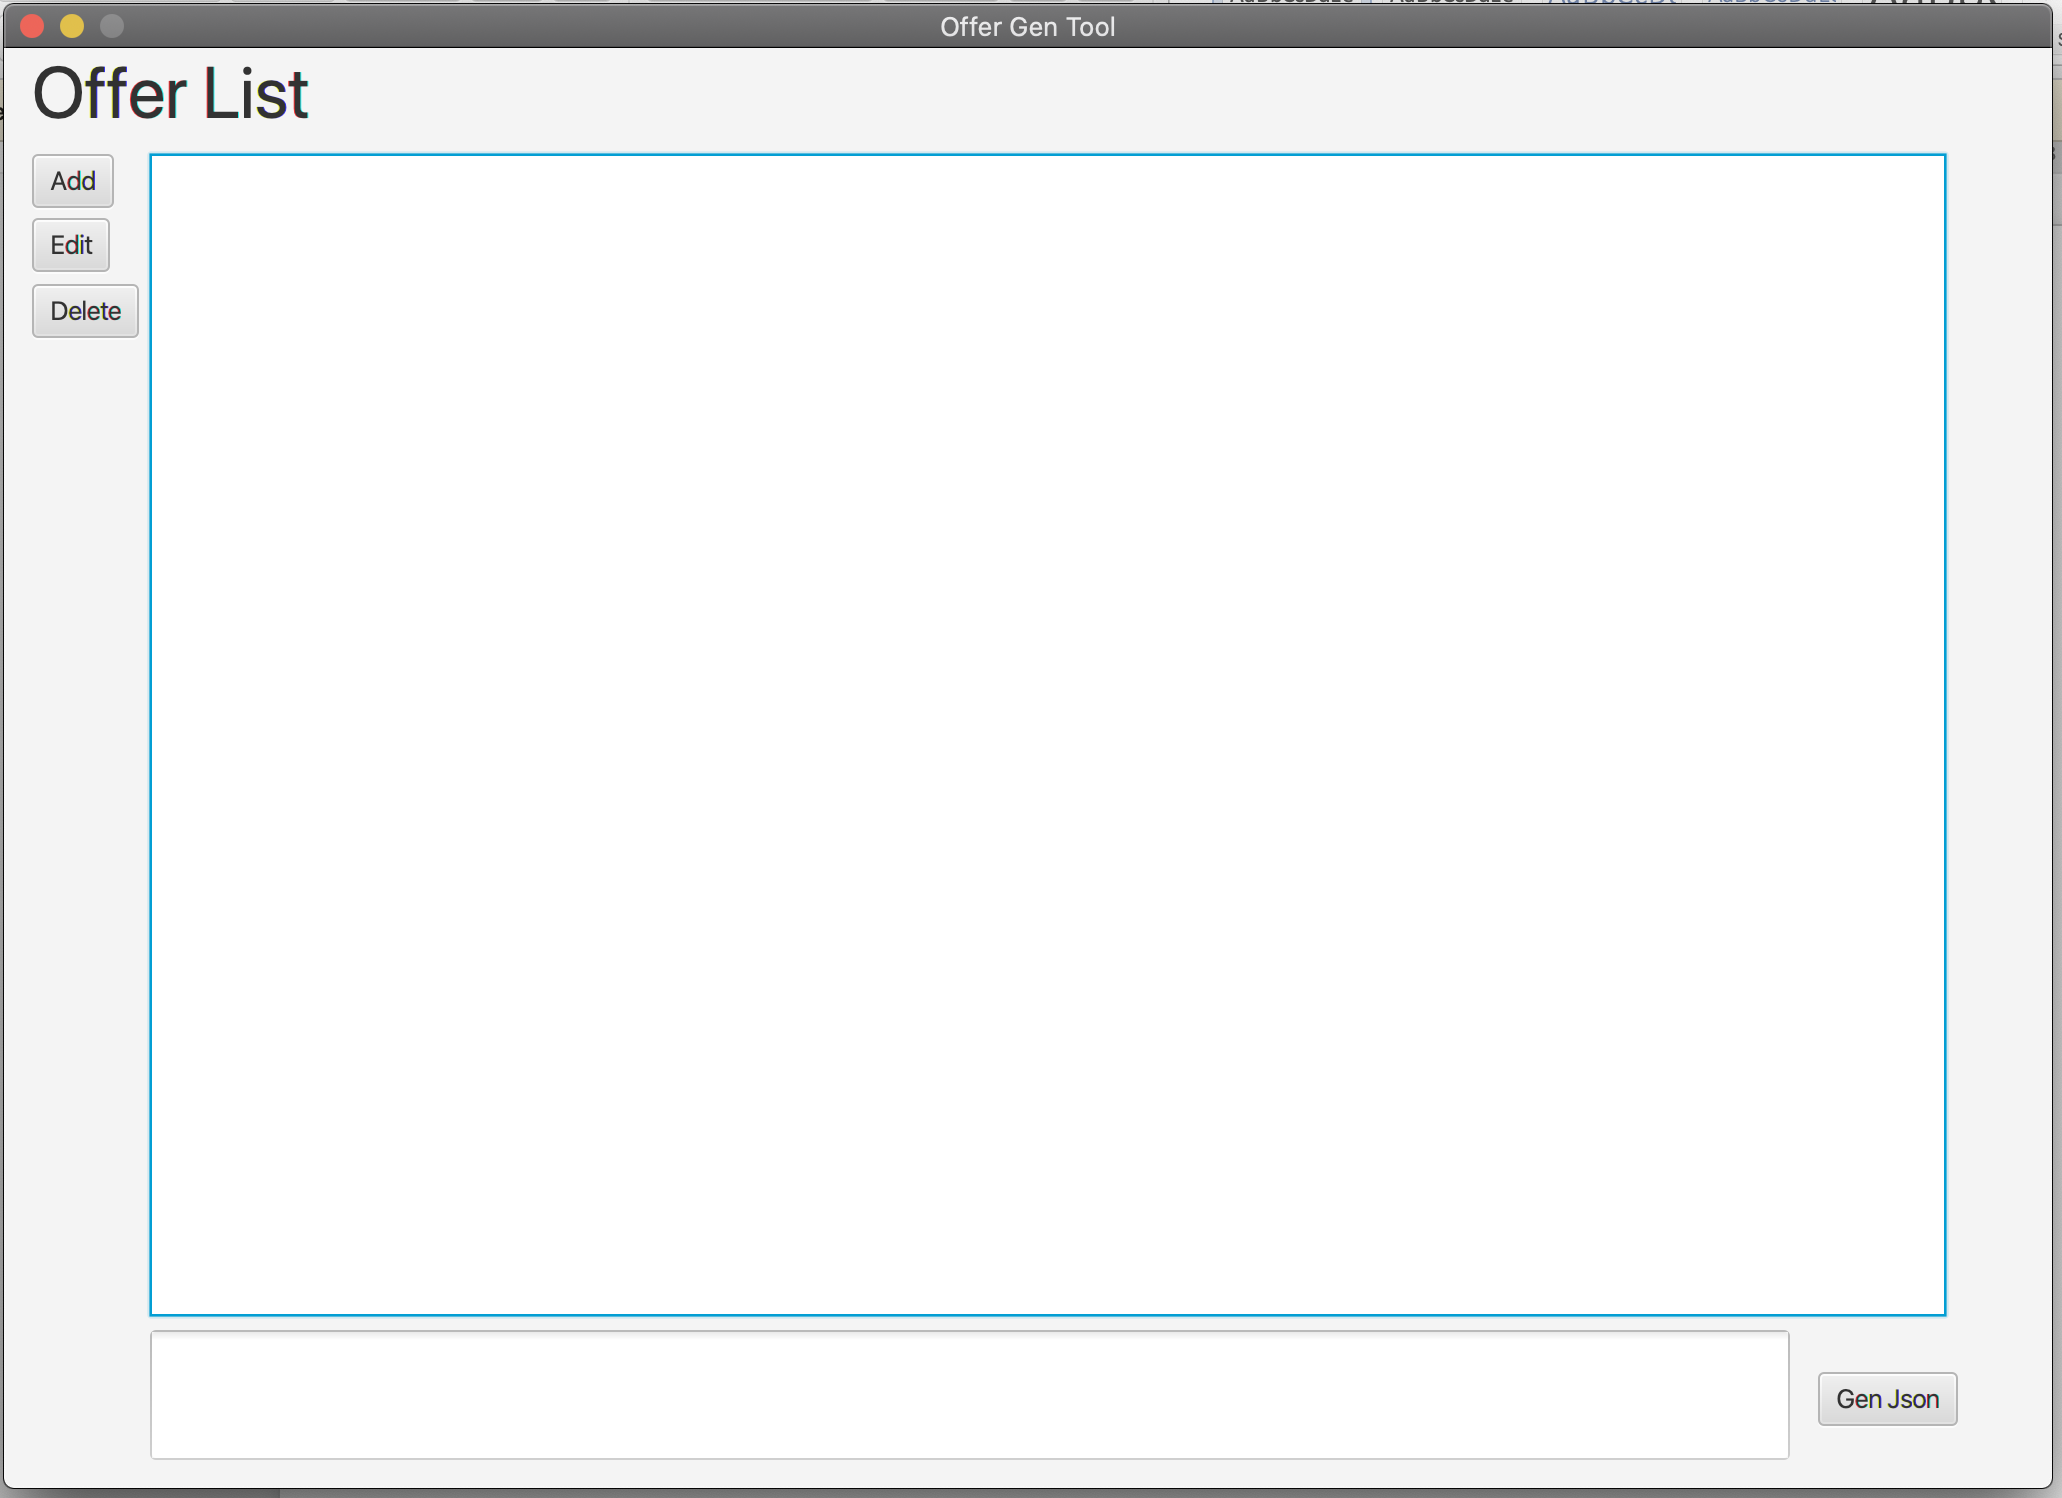 Offer Gen Tool
Offer List
Add
Edit
Delete
Gen Json